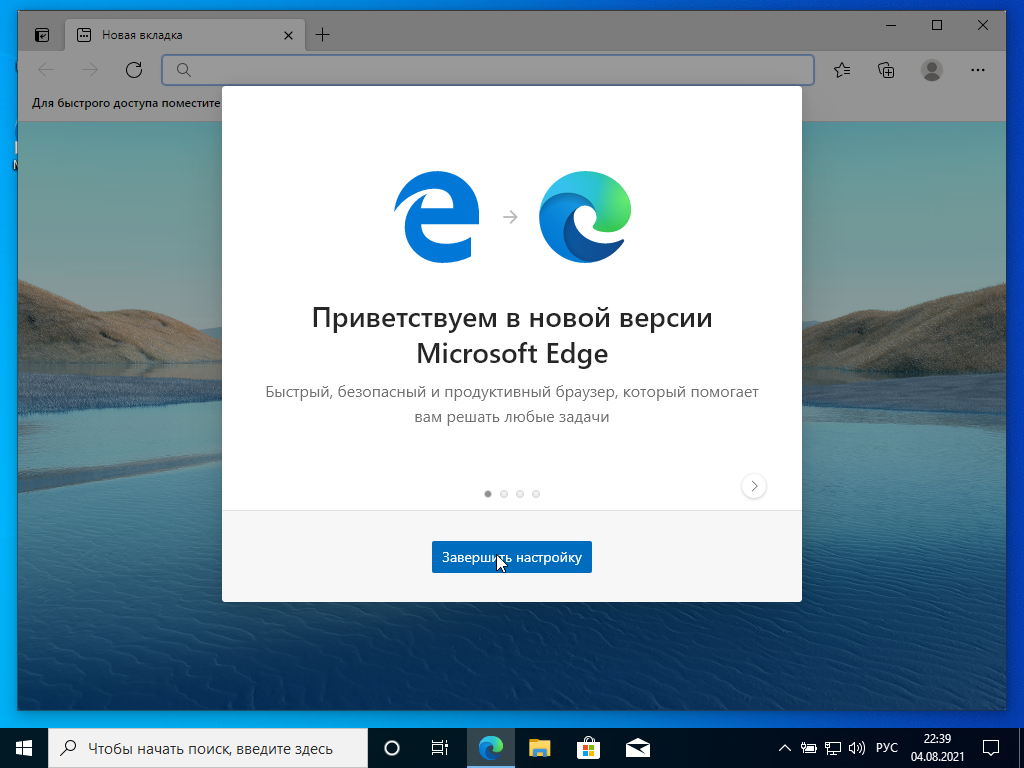 Новая вкладка
Для быстрого доступа поместите
Приветствуем в новой версии
Microsoft Edge
Быстрый, безопасный и продуктивный браузер, который помогает
вам решать любые задачи
Завершить настройку
Чтобы начать поиск, введите здесь
РУС
22:39
04.08.2021